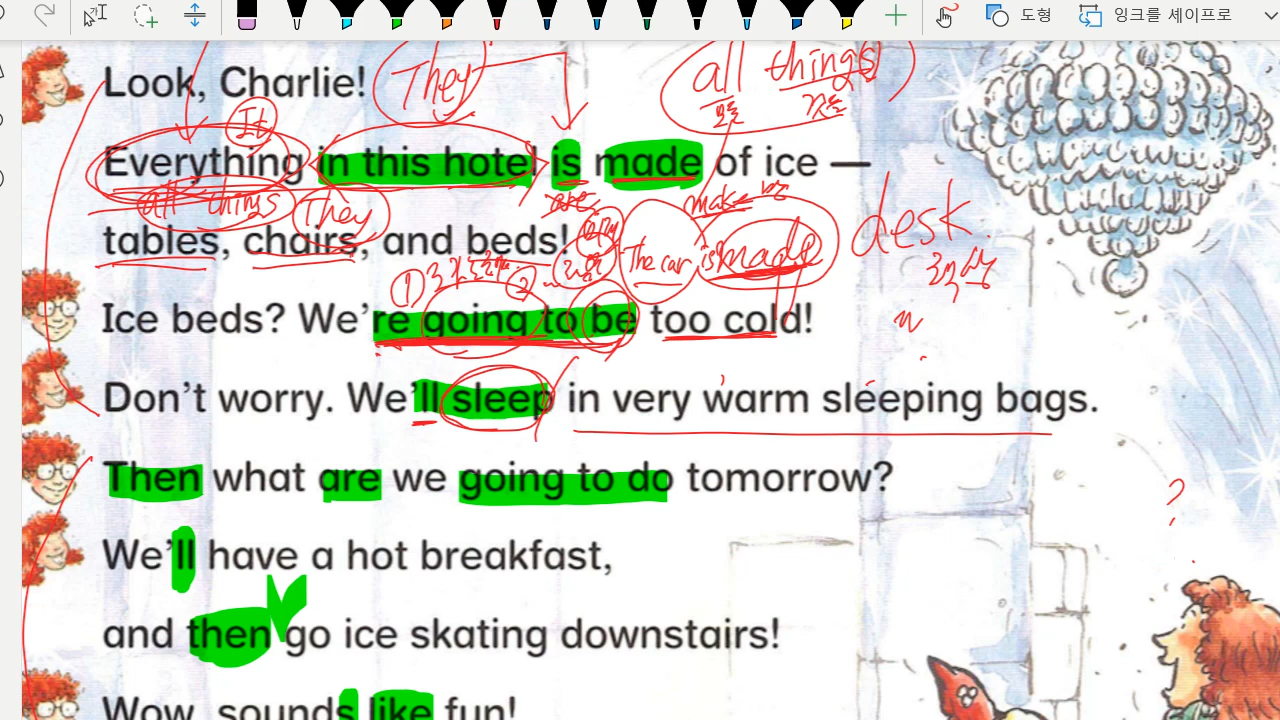 도형 잉크를 셰이프로
Look, Charlie! They all things
모든 것들
It
Everything in this hotel is made of ice —
all things They are make desk
tables, chairs, and beds! The car is made
① ②
Ice beds? We're going to be too cold!
Don't worry. We'll sleep in very warm sleeping bags.
Then what are we going to do tomorrow?
?
We'll have a hot breakfast,
and then go ice skating downstairs!
Wow, sounds like fun!